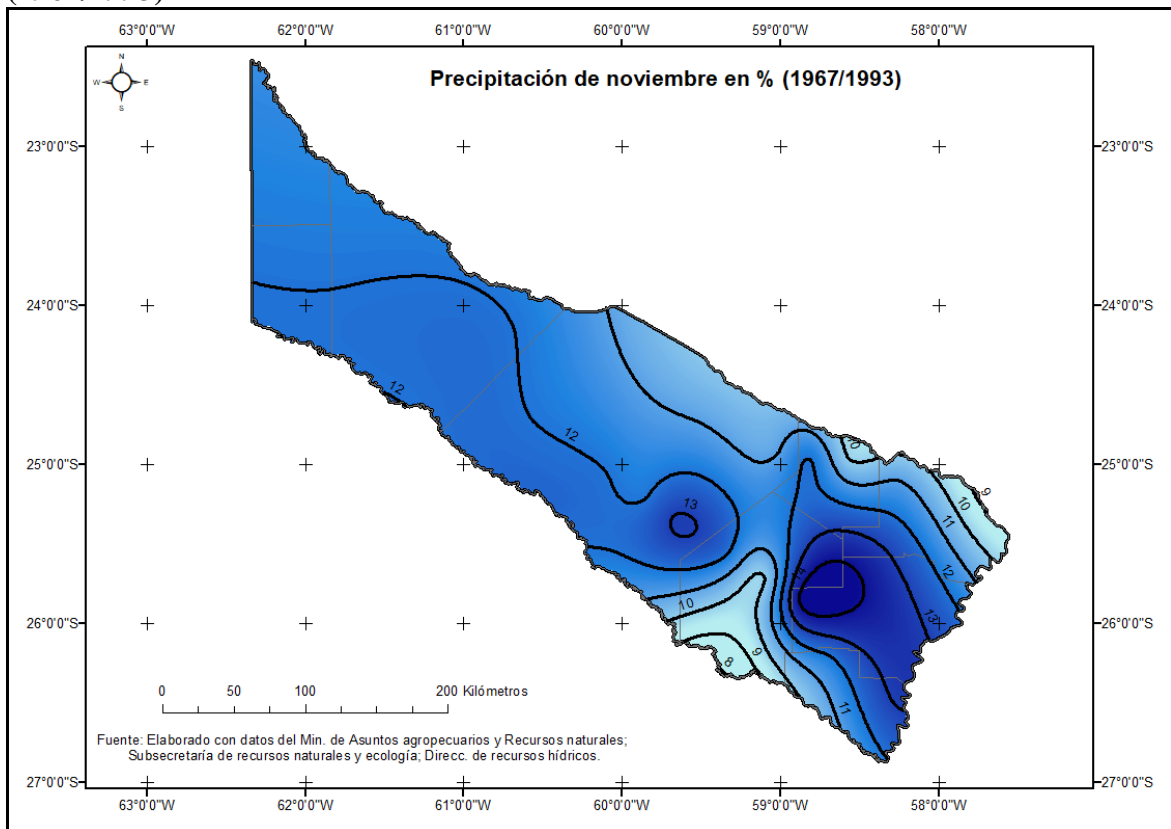 63°0'0"W 62°0'0"W 61°0'0"W 60°0'0"W 59°0'0"W 58°0'0"W
N
W E
S
Precipitación de noviembre en % (1967/1993)
23°0'0"S 23°0'0"S
24°0'0"S 24°0'0"S
12
12
10
25°0'0"S 25°0'0"S
9
10
13
11
12
14
10
13
26°0'0"S 26°0'0"S
9
8
11
0 50 100 200 Kilómetros
Fuente: Elaborado con datos del Min. de Asuntos agropecuarios y Recursos naturales;
Subsecretaría de recursos naturales y ecología; Direcc. de recursos hídricos.
27°0'0"S 27°0'0"S
63°0'0"W 62°0'0"W 61°0'0"W 60°0'0"W 59°0'0"W 58°0'0"W